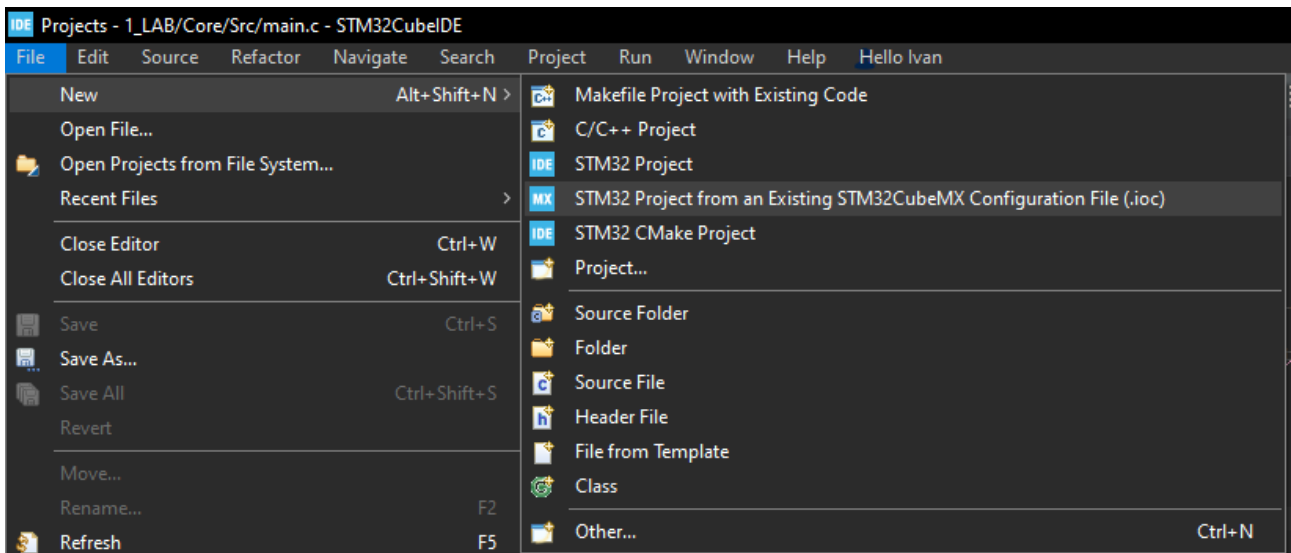 IDE Projects - 1_LAB/Core/Src/main.c - STM32CubeIDE
File Edit Source Refactor Navigate Search Project Run Window Help Hello Ivan
New Alt+Shift+N >
Open File...
Open Projects from File System...
Recent Files >
Close Editor Ctrl+W
Close All Editors Ctrl+Shift+W
Save Ctrl+S
Save As...
Save All Ctrl+Shift+S
Revert
Move...
Rename... F2
Refresh F5
C++ Makefile Project with Existing Code
C C/C++ Project
IDE STM32 Project
MX STM32 Project from an Existing STM32CubeMX Configuration File (.ioc)
IDE STM32 CMake Project
Project...
C Source Folder
Folder
c Source File
h Header File
File from Template
C Class
Other... Ctrl+N